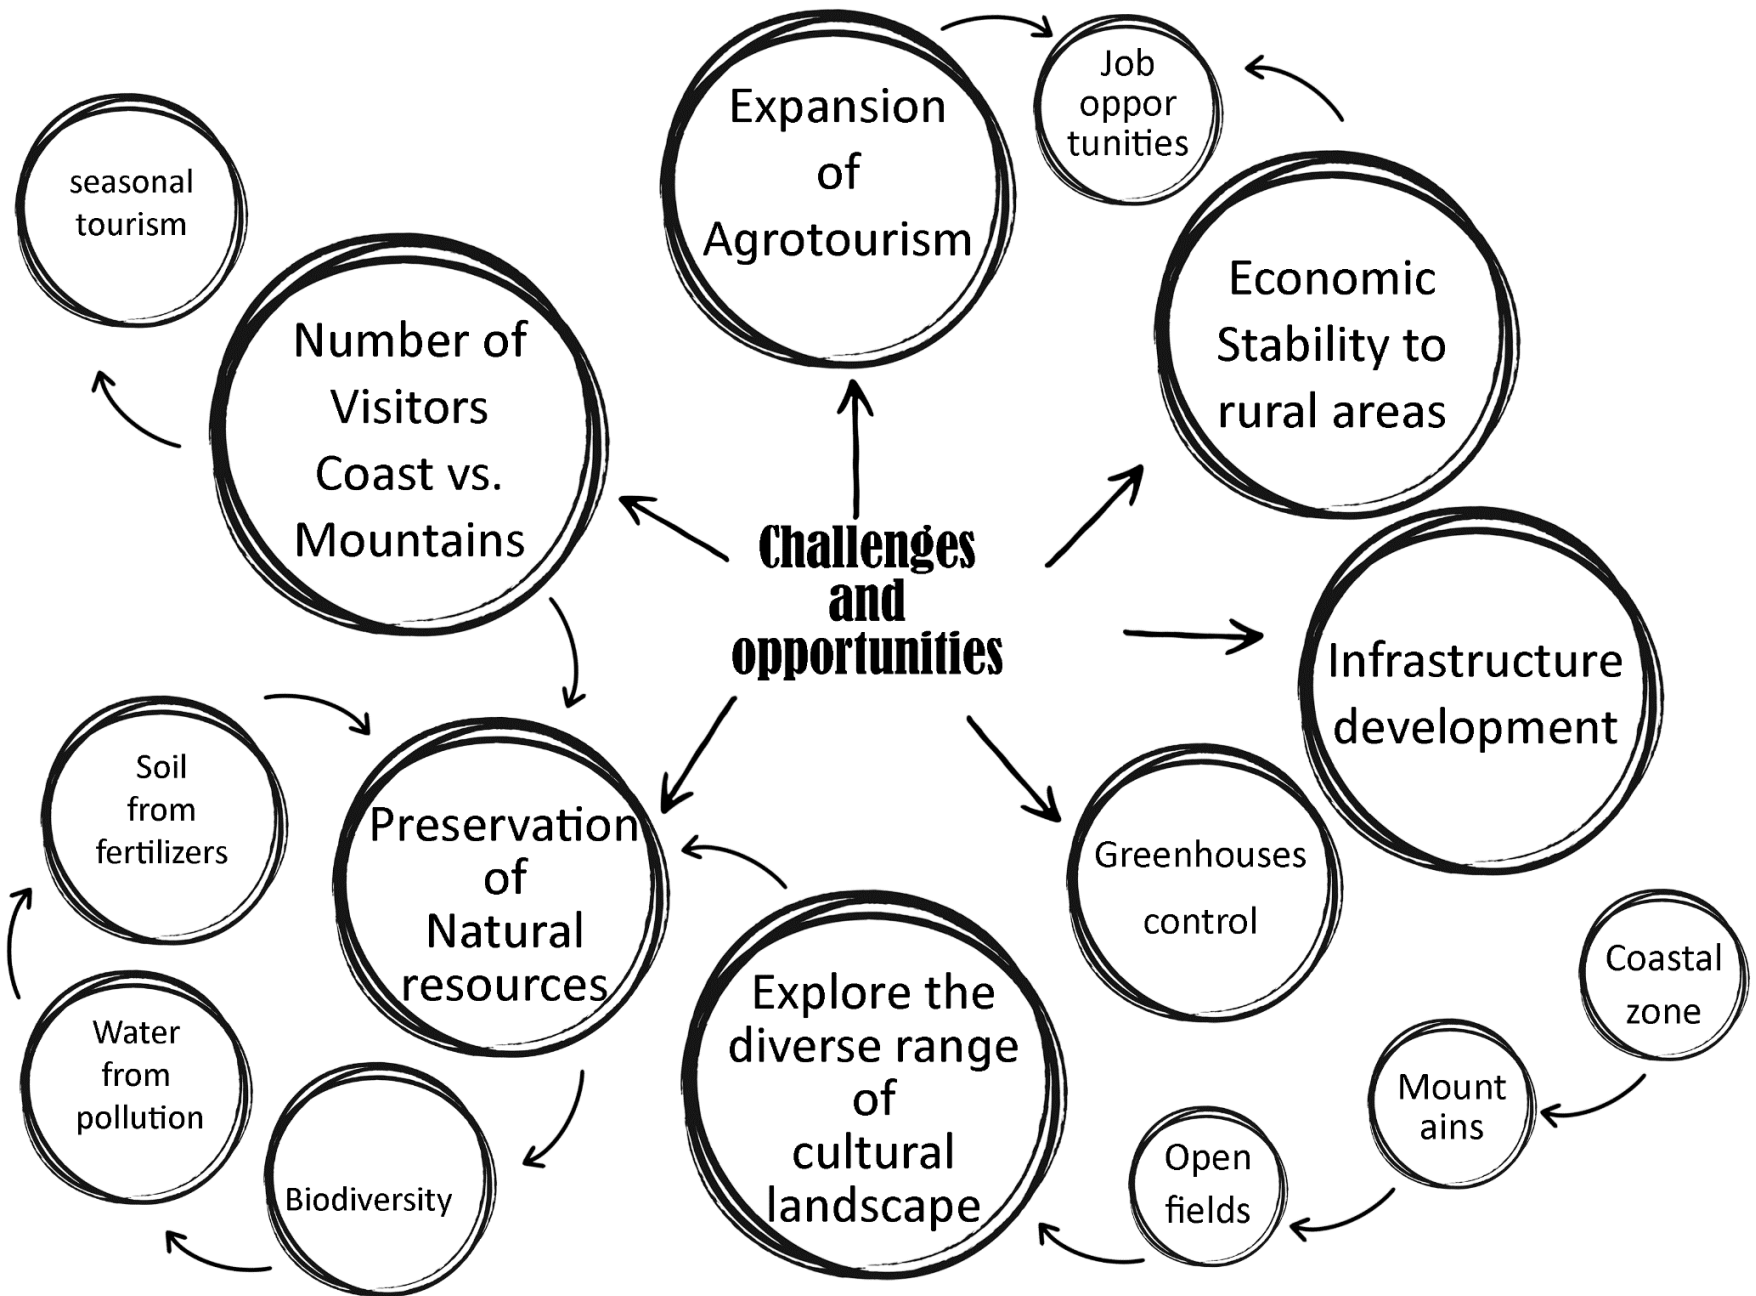 Expansion
of
Agrotourism
Job
oppor
tunities
seasonal
tourism
Economic
Stability to
rural areas
Number of
Visitors
Coast vs.
Mountains
Challenges
and
opportunities
Infrastructure
development
Soil
from
fertilizers
Preservation
of
Natural
resources
Greenhouses
control
Coastal
zone
Explore the
diverse range
of
cultural
landscape
Mount
ains
Open
fields
Water
from
pollution
Biodiversity